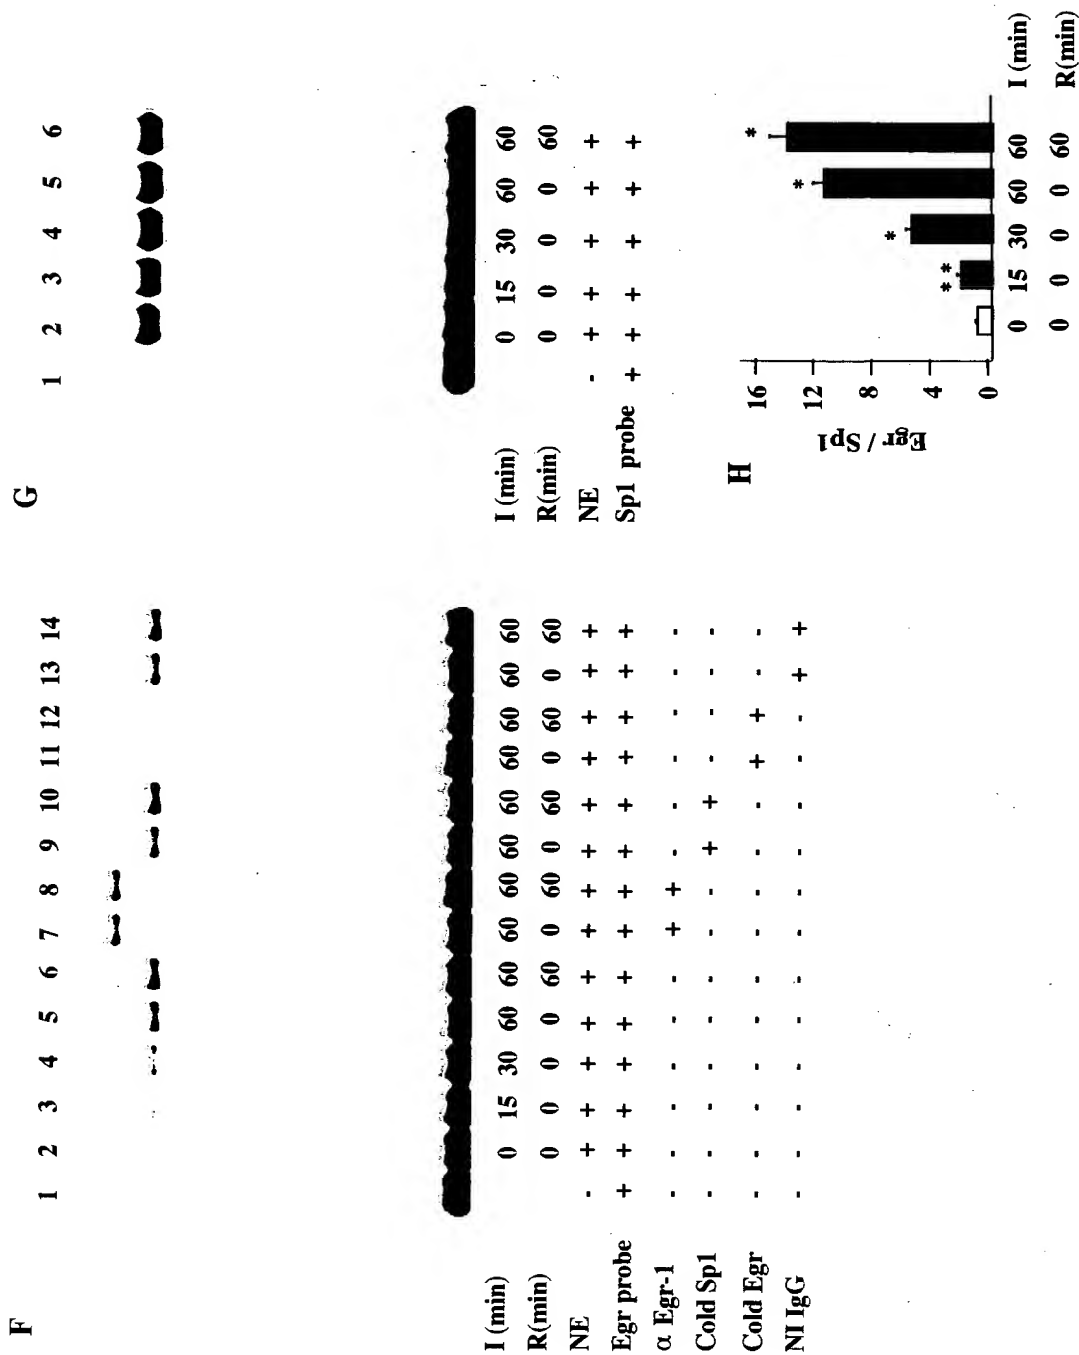 F
1 2 3 4 5 6 7 8 9 10 11 12 13 14
I (min) 0 15 30 60 60 60 60 60 60 60 60 60 60
R(min) 0 0 0 0 60 0 60 0 60 0 60 0 60
NE - + + + + + + + + + + + + +
Egr probe + + + + + + + + + + + + + +
α Egr-1 - - - - - - + + - - - - - -
Cold Sp1 - - - - - - - - + + - - - -
Cold Egr - - - - - - - - - - + + - -
NI IgG - - - - - - - - - - - - + +
G
1 2 3 4 5 6
I (min) 0 15 30 60 60
R(min) 0 0 0 0 60
NE - + + + + +
Sp1 probe + + + + + +
H
Egr / Sp1
16
12
8
4
0
** * * *
0 15 30 60 60 I (min)
0 0 0 0 60 R(min)